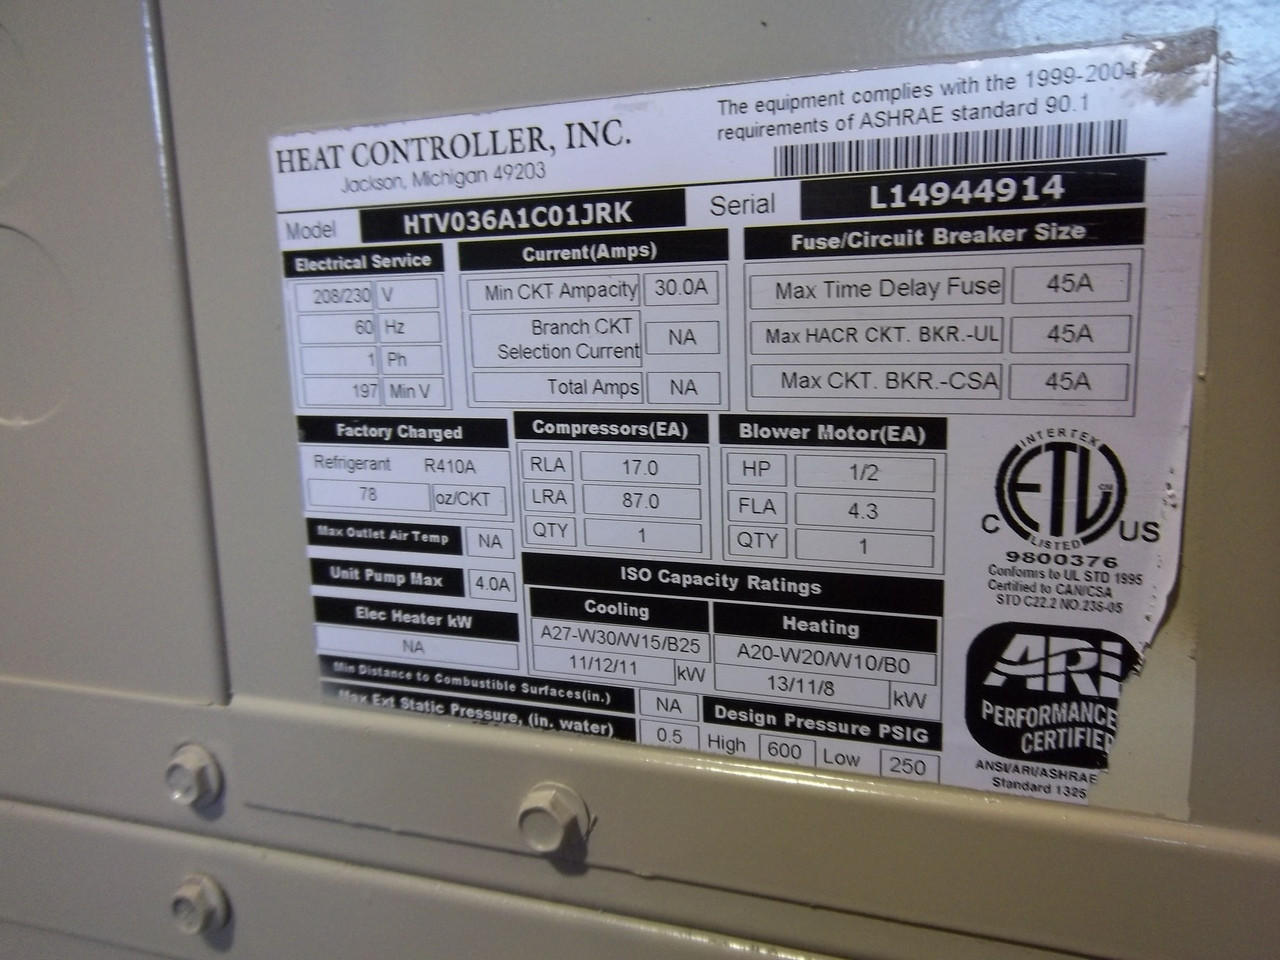 HEAT CONTROLLER, INC.
Jackson, Michigan 49203
The equipment complies with the 1999-2004
requirements of ASHRAE standard 90.1
Model HTV036A1C01JRK Serial L14944914
Electrical Service
208/230 V
60 Hz
1 Ph
197 Min V
Current(Amps)
Min CKT Ampacity 30.0A
Branch CKT
Selection Current NA
Total Amps NA
Fuse/Circuit Breaker Size
Max Time Delay Fuse 45A
Max HACR CKT. BKR.-UL 45A
Max CKT. BKR.-CSA 45A
Factory Charged
Refrigerant R410A
78 oz/CKT
Max Outlet Air Temp NA
Unit Pump Max 4.0A
Elec Heater kW
NA
Compressors(EA)
RLA 17.0
LRA 87.0
QTY 1
Blower Motor(EA)
HP 1/2
FLA 4.3
QTY 1
ISO Capacity Ratings
Cooling
A27-W30/W15/B25
11/12/11 kW
Heating
A20-W20/W10/B0
13/11/8 kW
Min Distance to Combustible Surfaces(in.) NA
Max Ext Static Pressure, (in. water) 0.5
Design Pressure PSIG
High 600 Low 250
INTERTEK
ETL CM
C US
LISTED
9800376
Conforms to UL STD 1995
Certified to CAN/CSA
STD C22.2 NO.236-05
ARI
PERFORMANCE
CERTIFIED
ANSI/ARI/ASHRAE
Standard 1325